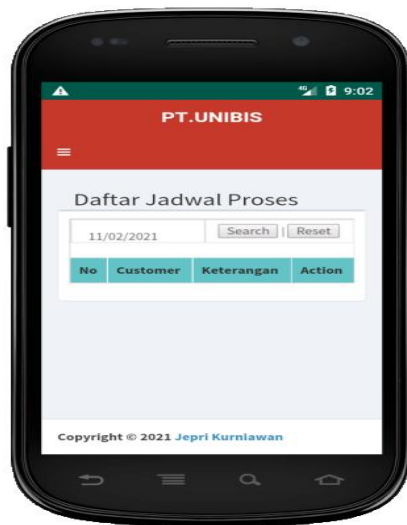 4G 9:02
PT.UNIBIS
Daftar Jadwal Proses
11/02/2021 Search | Reset
No Customer Keterangan Action
Copyright © 2021 Jepri Kurniawan